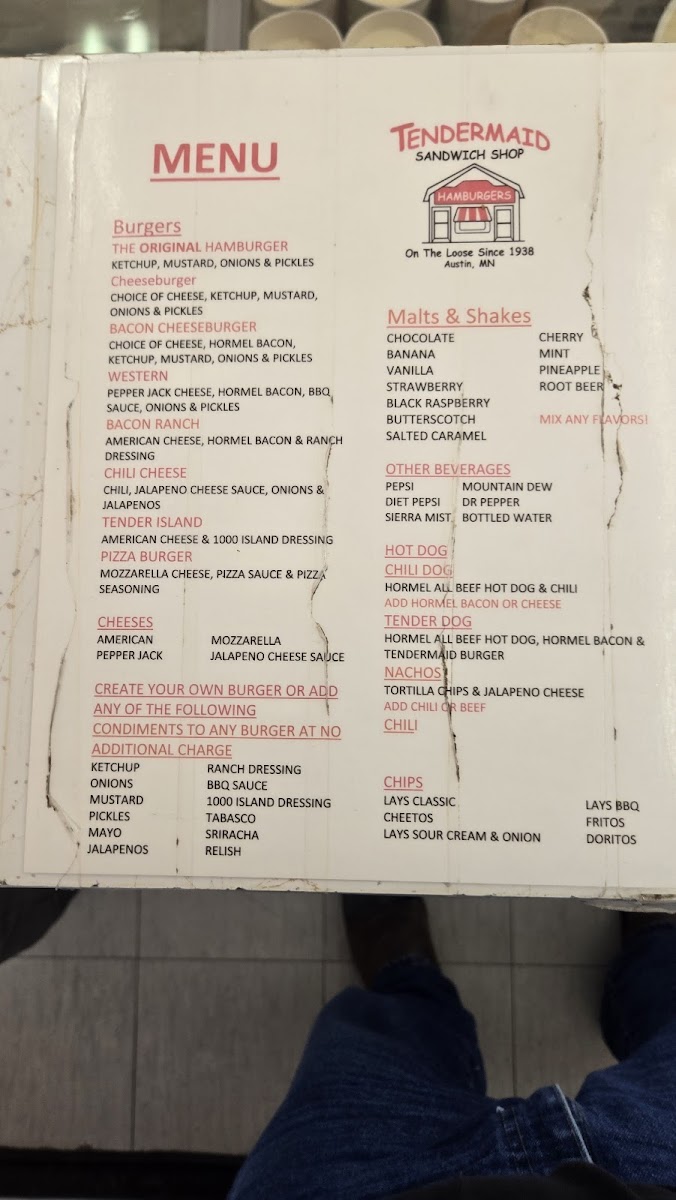 MENU
Burgers
THE ORIGINAL HAMBURGER
KETCHUP, MUSTARD, ONIONS & PICKLES
Cheeseburger
CHOICE OF CHEESE, KETCHUP, MUSTARD,
ONIONS & PICKLES
BACON CHEESEBURGER
CHOICE OF CHEESE, HORMEL BACON,
KETCHUP, MUSTARD, ONIONS & PICKLES
WESTERN
PEPPER JACK CHEESE, HORMEL BACON, BBQ
SAUCE, ONIONS & PICKLES
BACON RANCH
AMERICAN CHEESE, HORMEL BACON & RANCH
DRESSING
CHILI CHEESE
CHILI, JALAPENO CHEESE SAUCE, ONIONS &
JALAPENOS
TENDER ISLAND
AMERICAN CHEESE & 1000 ISLAND DRESSING
PIZZA BURGER
MOZZARELLA CHEESE, PIZZA SAUCE & PIZZA
SEASONING
CHEESES
AMERICAN MOZZARELLA
PEPPER JACK JALAPENO CHEESE SAUCE
CREATE YOUR OWN BURGER OR ADD
ANY OF THE FOLLOWING
CONDIMENTS TO ANY BURGER AT NO
ADDITIONAL CHARGE
KETCHUP RANCH DRESSING
ONIONS BBQ SAUCE
MUSTARD 1000 ISLAND DRESSING
PICKLES TABASCO
MAYO SRIRACHA
JALAPENOS RELISH
TENDERMAID
SANDWICH SHOP
HAMBURGERS
On The Loose Since 1938
Austin, MN
Malts & Shakes
CHOCOLATE CHERRY
BANANA MINT
VANILLA PINEAPPLE
STRAWBERRY ROOT BEER
BLACK RASPBERRY
BUTTERSCOTCH MIX ANY FLAVORS!
SALTED CARAMEL
OTHER BEVERAGES
PEPSI MOUNTAIN DEW
DIET PEPSI DR PEPPER
SIERRA MIST BOTTLED WATER
HOT DOG
CHILI DOG
HORMEL ALL BEEF HOT DOG & CHILI
ADD HORMEL BACON OR CHEESE
TENDER DOG
HORMEL ALL BEEF HOT DOG, HORMEL BACON &
TENDERMAID BURGER
NACHOS
TORTILLA CHIPS & JALAPENO CHEESE
ADD CHILI OR BEEF
CHILI
CHIPS
LAYS CLASSIC LAYS BBQ
CHEETOS FRITOS
LAYS SOUR CREAM & ONION DORITOS